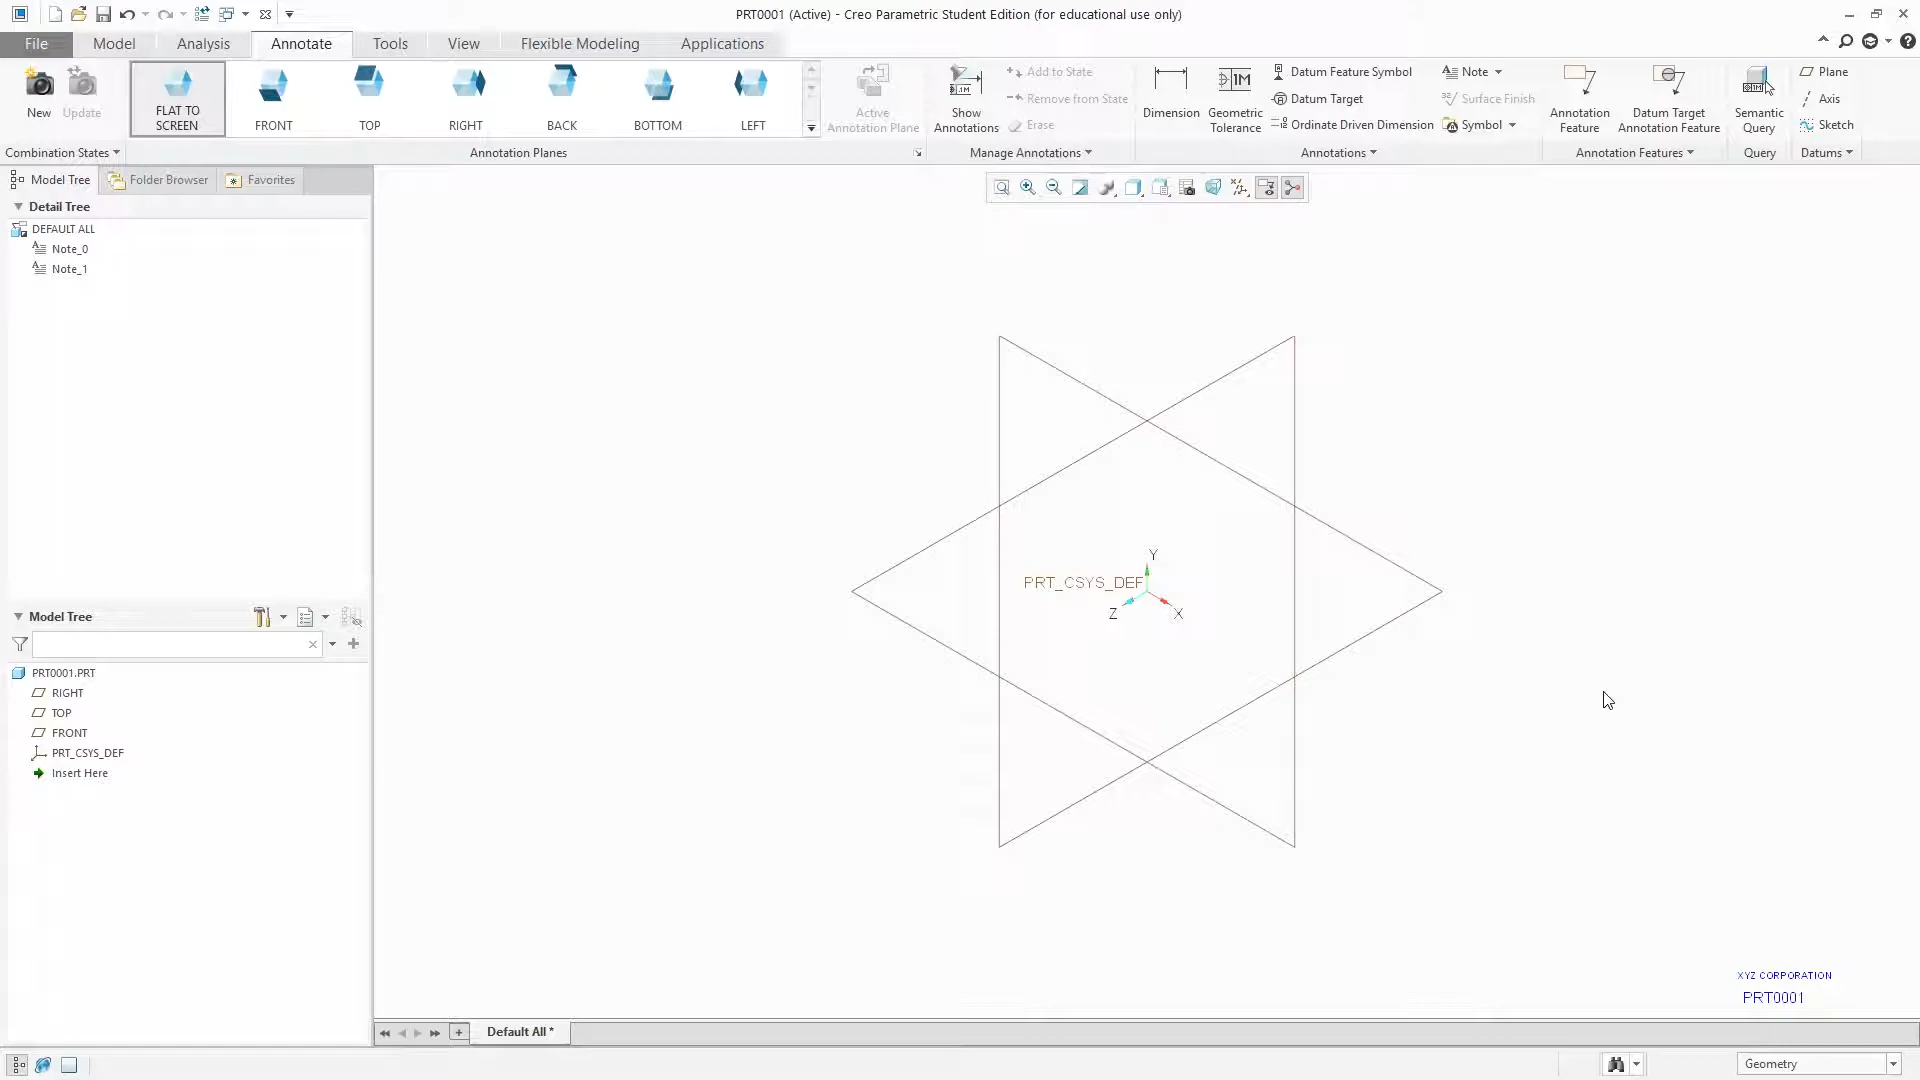 PRT0001 (Active) - Creo Parametric Student Edition (for educational use only)
File
Model
Analysis
Annotate
Tools
View
Flexible Modeling
Applications
New
Update
FLAT TO
SCREEN
FRONT
TOP
RIGHT
BACK
BOTTOM
LEFT
Active
Annotation Plane
Show
Annotations
Add to State
Remove from State
Erase
Dimension
Geometric
Tolerance
Datum Feature Symbol
Datum Target
Ordinate Driven Dimension
Note
Surface Finish
Symbol
Annotation
Feature
Datum Target
Annotation Feature
Semantic
Query
Plane
Axis
Sketch
Combination States
Annotation Planes
Manage Annotations
Annotations
Annotation Features
Query
Datums
Model Tree
Folder Browser
Favorites
Detail Tree
DEFAULT ALL
Note_0
Note_1
Model Tree
PRT0001.PRT
RIGHT
TOP
FRONT
PRT_CSYS_DEF
Insert Here
Y
PRT_CSYS_DEF
Z
X
XYZ CORPORATION
PRT0001
Default All *
Geometry